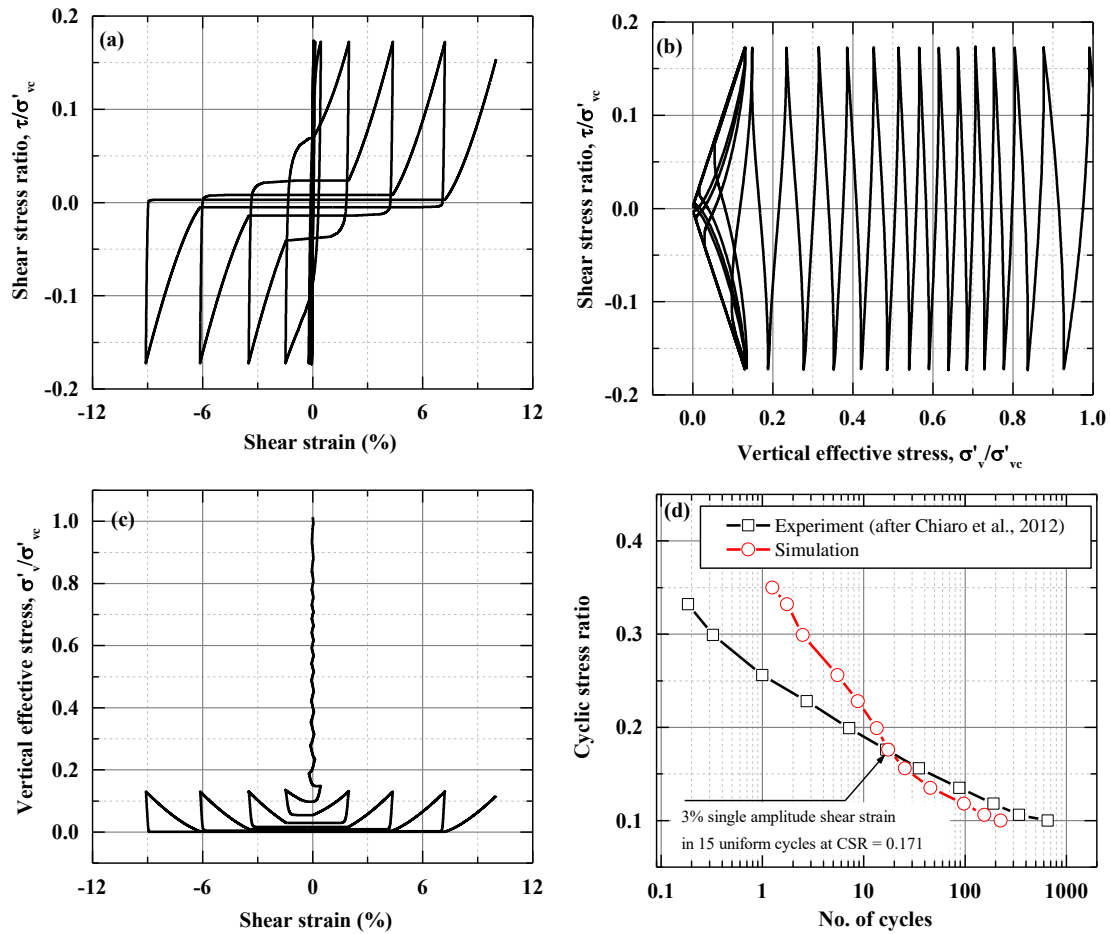 (a)
0.2
0.1
0.0
-0.1
-0.2
Shear stress ratio, τ/σ'vc
-12 -6 0 6 12
Shear strain (%)
(b)
0.2
0.1
0.0
-0.1
-0.2
Shear stress ratio, τ/σ'vc
0.0 0.2 0.4 0.6 0.8 1.0
Vertical effective stress, σ'v/σ'vc
(c)
1.0
0.8
0.6
0.4
0.2
0.0
Vertical effective stress, σ'v/σ'vc
-12 -6 0 6 12
Shear strain (%)
(d)
Experiment (after Chiaro et al., 2012)
Simulation
0.4
0.3
0.2
0.1
Cyclic stress ratio
3% single amplitude shear strain
in 15 uniform cycles at CSR = 0.171
0.1 1 10 100 1000
No. of cycles